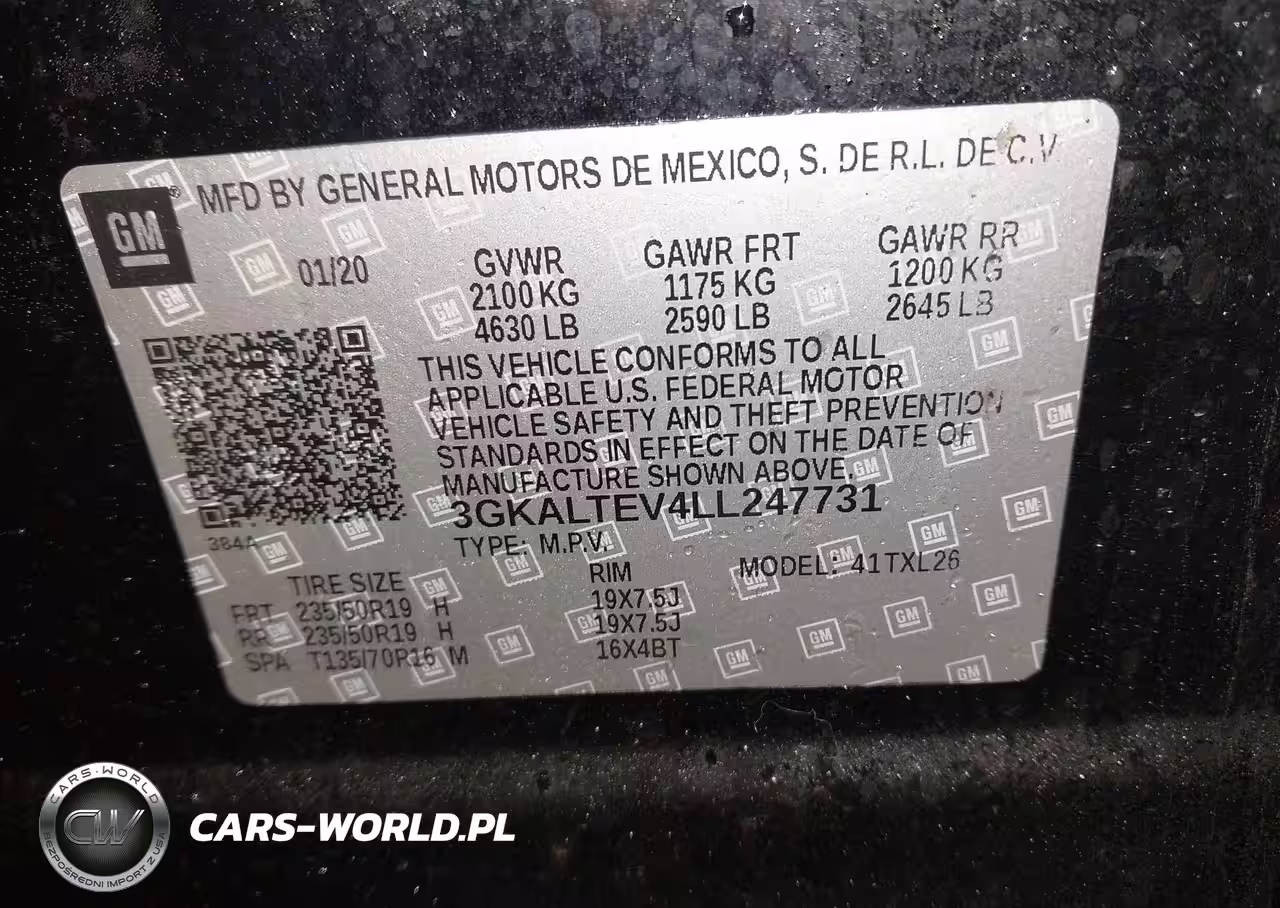 GM ® MFD BY GENERAL MOTORS DE MEXICO, S. DE R.L. DE C.V
01/20
GVWR
2100 KG
4630 LB
GAWR FRT
1175 KG
2590 LB
GAWR RR
1200 KG
2645 LB
THIS VEHICLE CONFORMS TO ALL
APPLICABLE U.S. FEDERAL MOTOR
VEHICLE SAFETY AND THEFT PREVENTION
STANDARDS IN EFFECT ON THE DATE OF
MANUFACTURE SHOWN ABOVE.
3GKALTEV4LL247731
384A
TYPE: M.P.V.
MODEL: 41TXL26
TIRE SIZE RIM
FRT 235/50R19 H 19X7.5J
RR 235/50R19 H 19X7.5J
SPA T135/70R16 M 16X4BT
CARS-WORLD
CW
BEZPOŚREDNI IMPORT Z USA
CARS-WORLD.PL